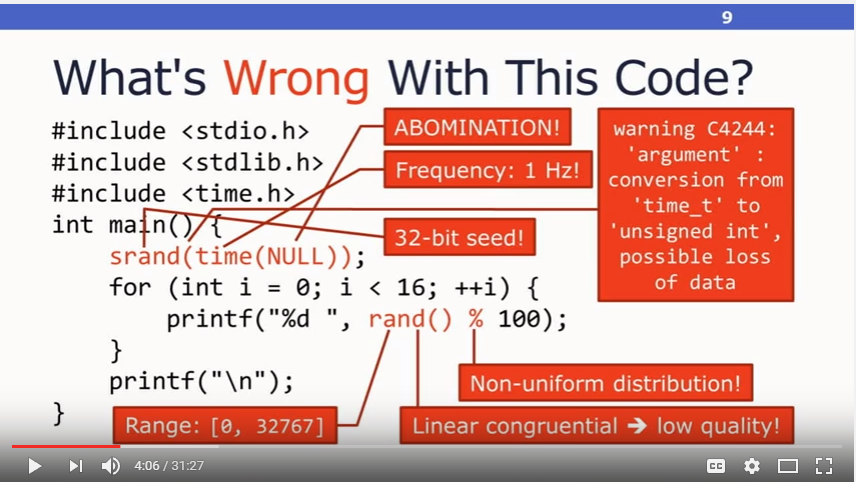 9
What's Wrong With This Code?
#include <stdio.h>
#include <stdlib.h>
#include <time.h>
int main() {
srand(time(NULL));
for (int i = 0; i < 16; ++i) {
printf("%d ", rand() % 100);
}
printf("\n");
}
ABOMINATION!
Frequency: 1 Hz!
32-bit seed!
warning C4244:
'argument' :
conversion from
'time_t' to
'unsigned int',
possible loss
of data
Non-uniform distribution!
Range: [0, 32767]
Linear congruential ➔ low quality!
4:06 / 31:27
CC